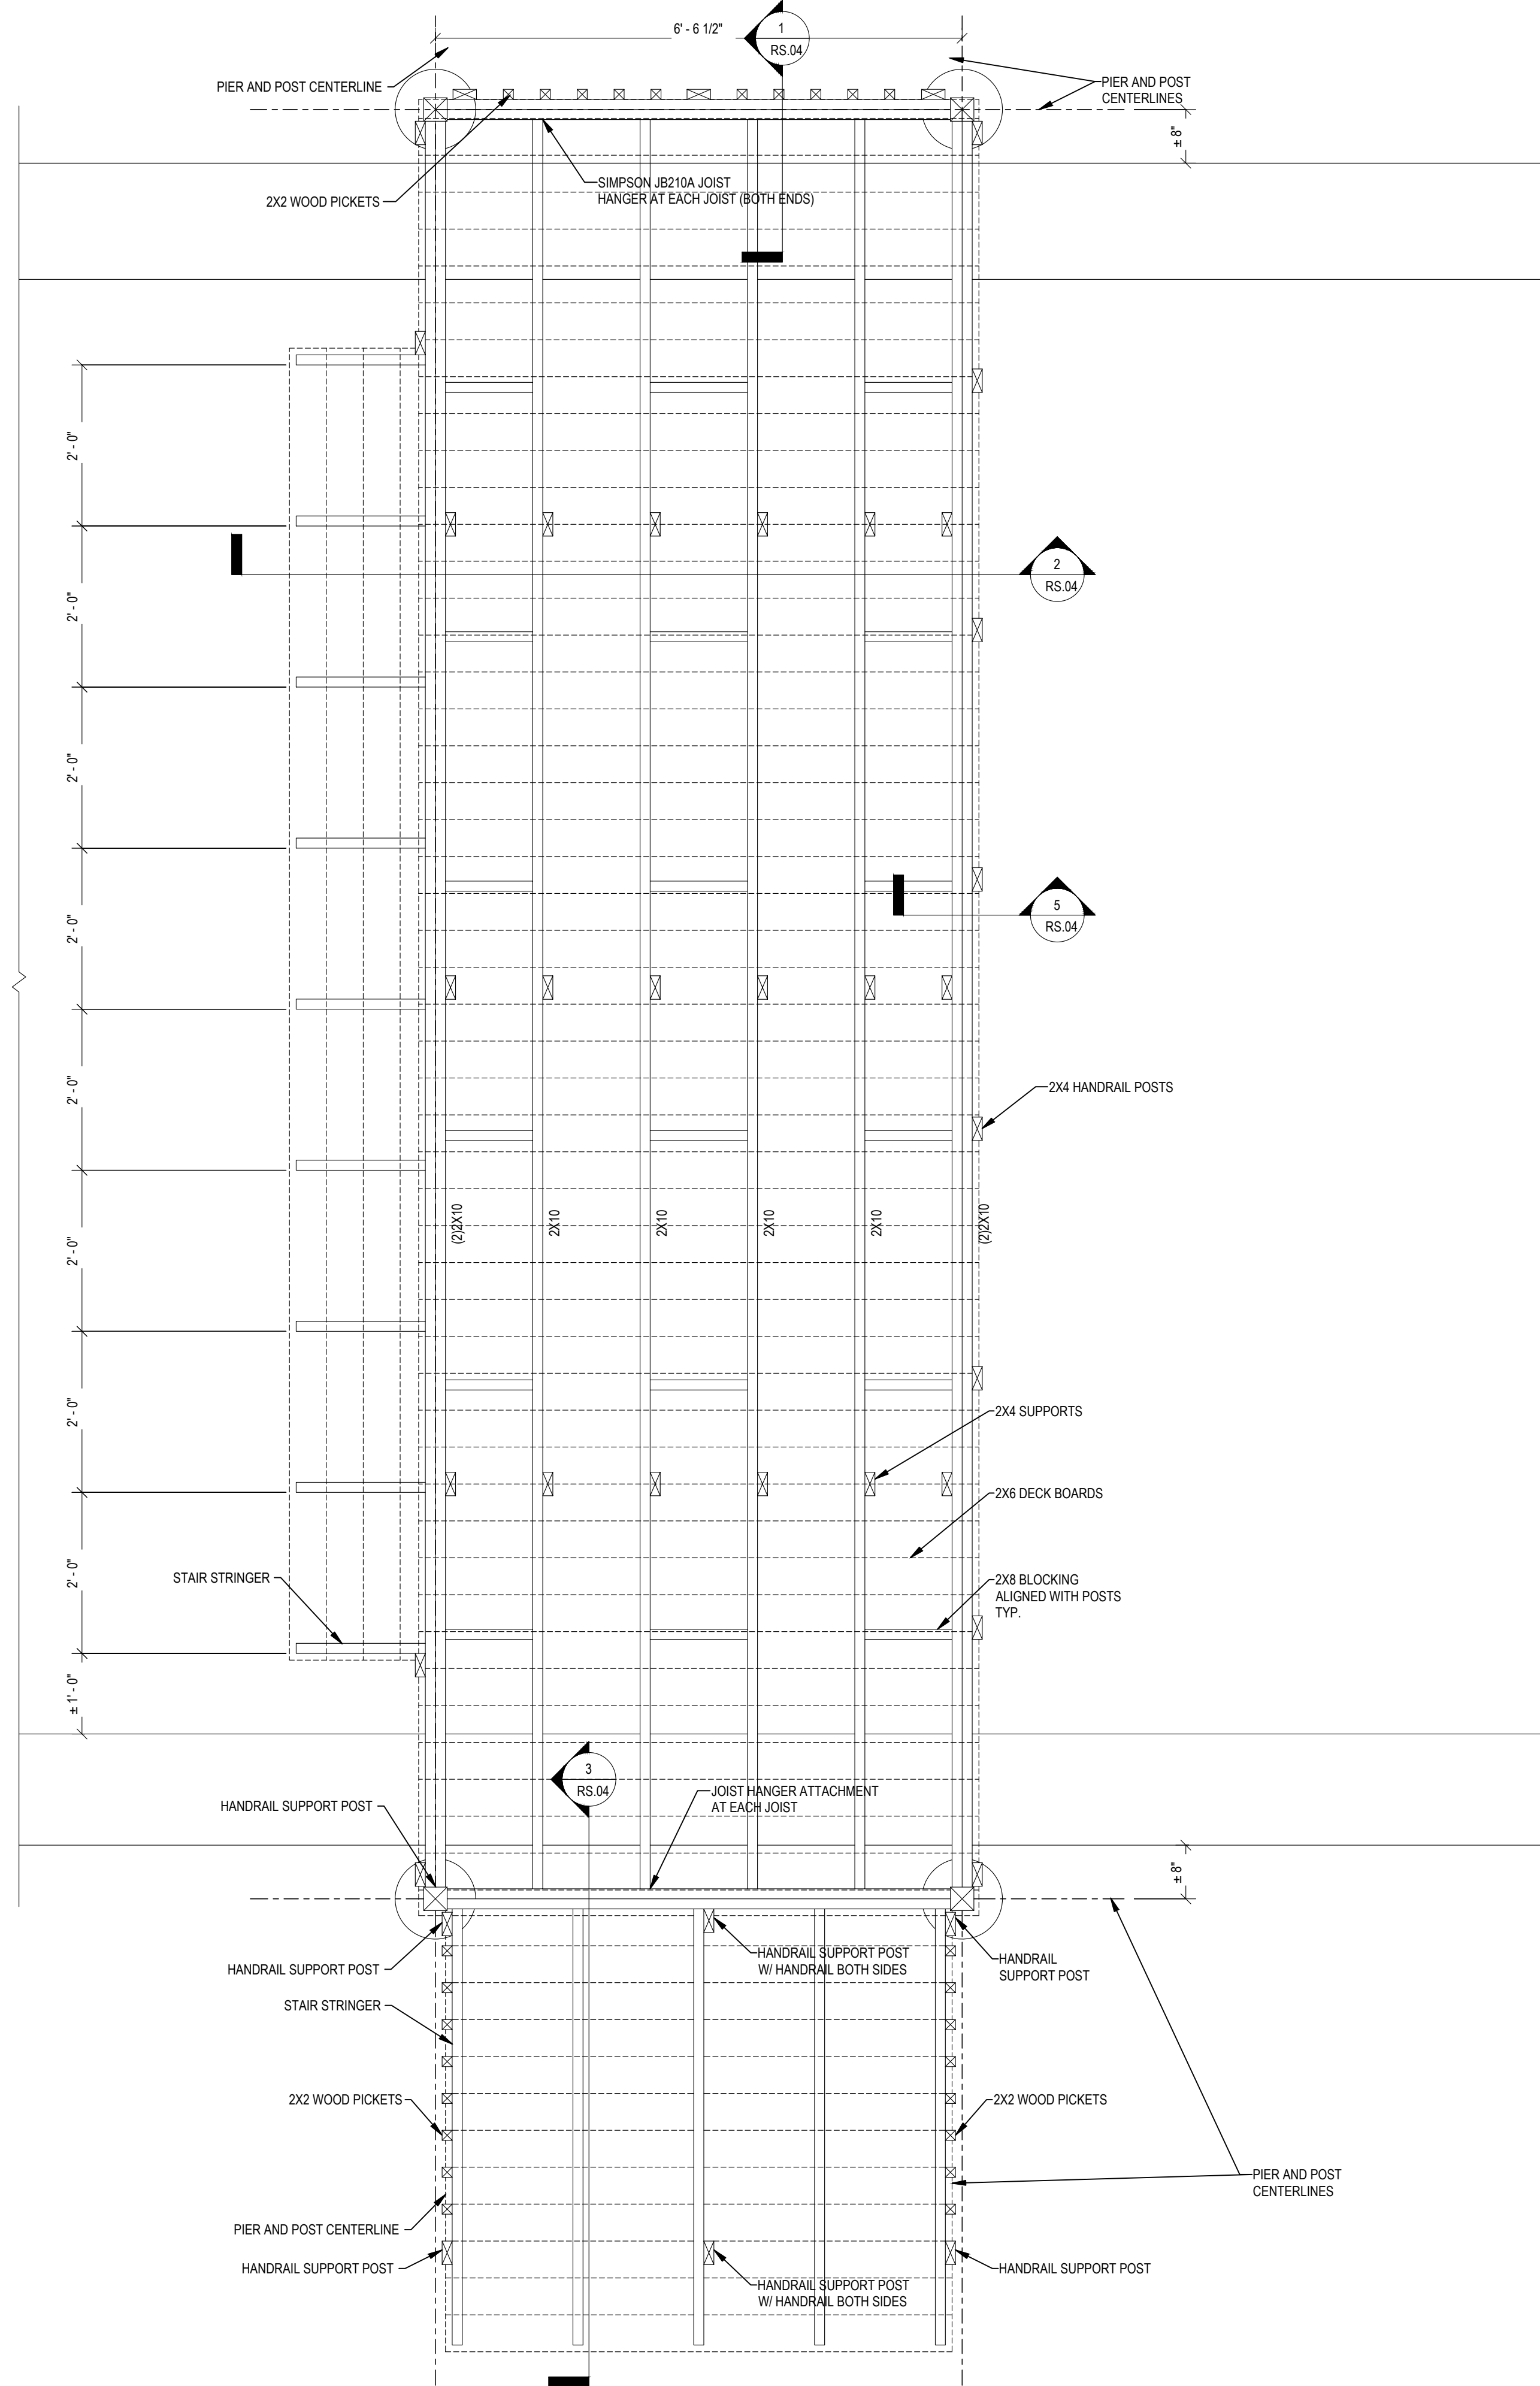 6' - 6 1/2"
1
RS.04
PIER AND POST CENTERLINE
PIER AND POST
CENTERLINES
± 8"
2X2 WOOD PICKETS
SIMPSON JB210A JOIST
HANGER AT EACH JOIST (BOTH ENDS)
2' - 0"
2' - 0"
2
RS.04
2' - 0"
2' - 0"
5
RS.04
2' - 0"
2X4 HANDRAIL POSTS
2' - 0"
(2)2X10
2X10
2X10
2X10
2X10
(2)2X10
2' - 0"
2X4 SUPPORTS
2X6 DECK BOARDS
2' - 0"
STAIR STRINGER
2X8 BLOCKING
ALIGNED WITH POSTS
TYP.
± 1' - 0"
3
RS.04
JOIST HANGER ATTACHMENT
AT EACH JOIST
HANDRAIL SUPPORT POST
± 8"
HANDRAIL SUPPORT POST
HANDRAIL SUPPORT POST
W/ HANDRAIL BOTH SIDES
HANDRAIL
SUPPORT POST
STAIR STRINGER
2X2 WOOD PICKETS
2X2 WOOD PICKETS
PIER AND POST
CENTERLINES
PIER AND POST CENTERLINE
HANDRAIL SUPPORT POST
HANDRAIL SUPPORT POST
HANDRAIL SUPPORT POST
W/ HANDRAIL BOTH SIDES